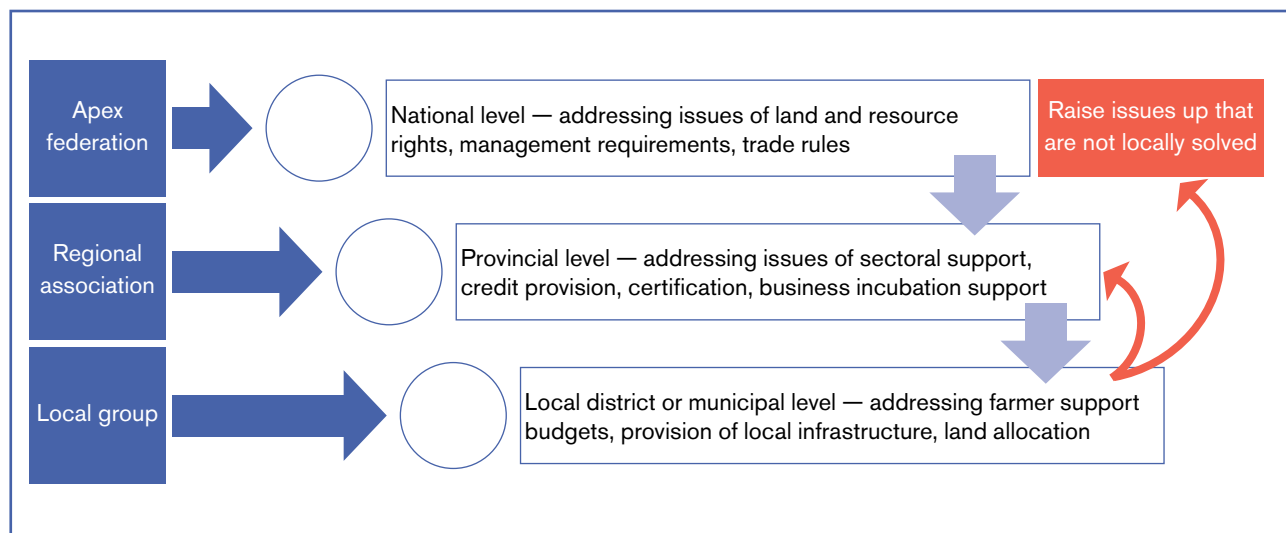 Apex
federation
National level — addressing issues of land and resource
rights, management requirements, trade rules
Raise issues up that
are not locally solved
Regional
association
Provincial level — addressing issues of sectoral support,
credit provision, certification, business incubation support
Local group
Local district or municipal level — addressing farmer support
budgets, provision of local infrastructure, land allocation